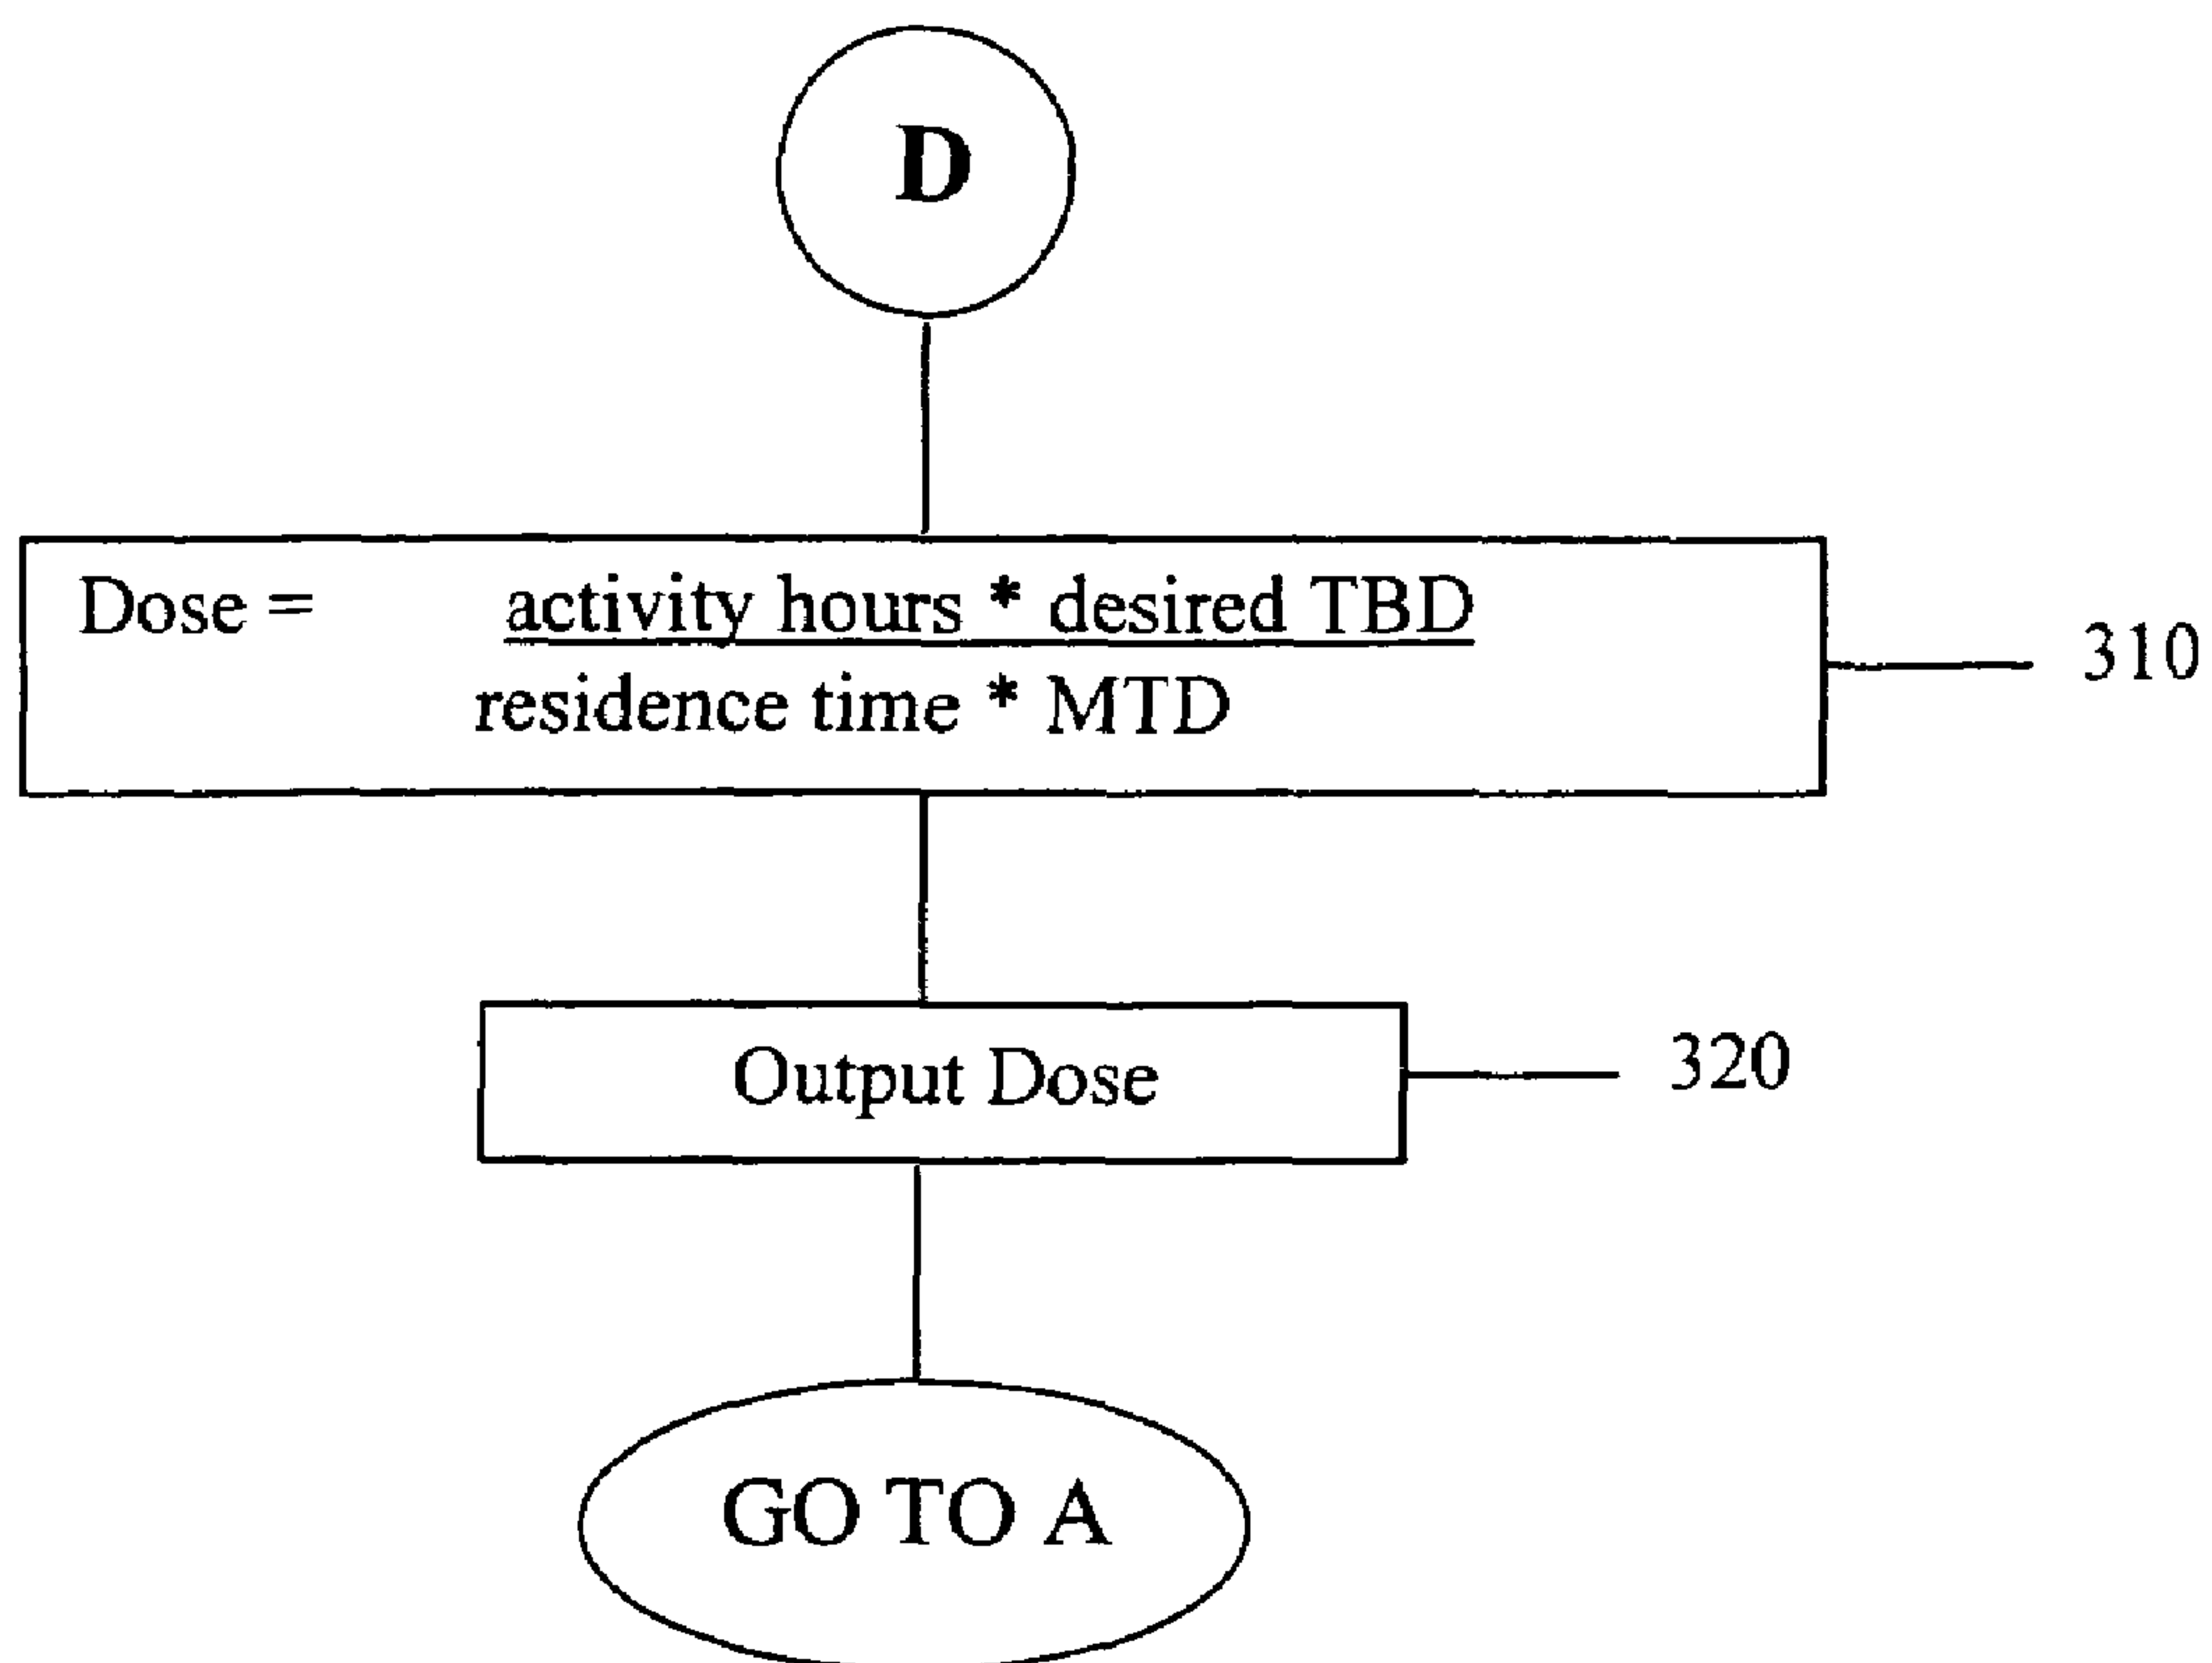 D
Dose = activity hours * desired TBD
residence time * MTD
310
Output Dose
320
GO TO A